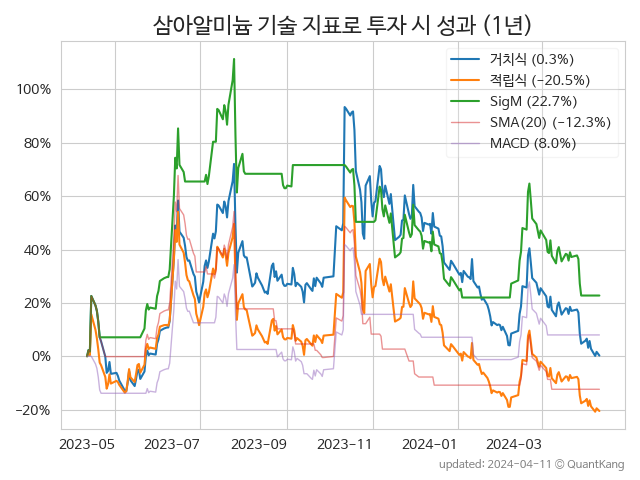 삼아알미늄 기술 지표로 투자 시 성과 (1년)
거치식 (0.3%)
적립식 (−20.5%)
SigM (22.7%)
SMA(20) (−12.3%)
MACD (8.0%)
100%
80%
60%
40%
20%
0%
−20%
2023-05 2023-07 2023-09 2023-11 2024-01 2024-03
updated: 2024-04-11 © QuantKang